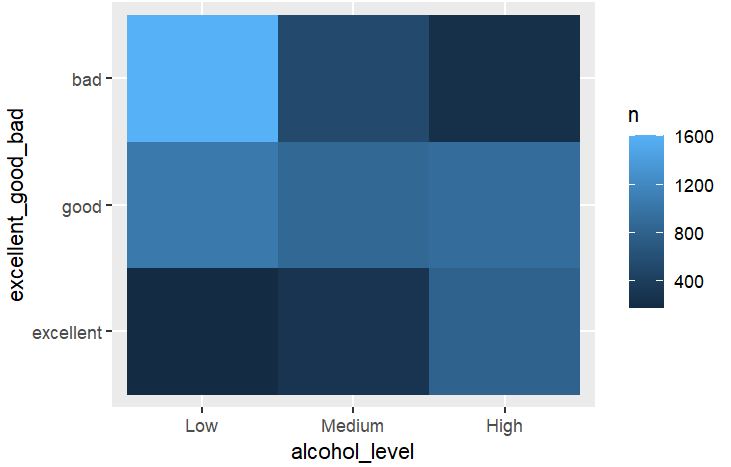 excellent_good_bad
bad
good
excellent
Low Medium High
alcohol_level
n
1600
1200
800
400